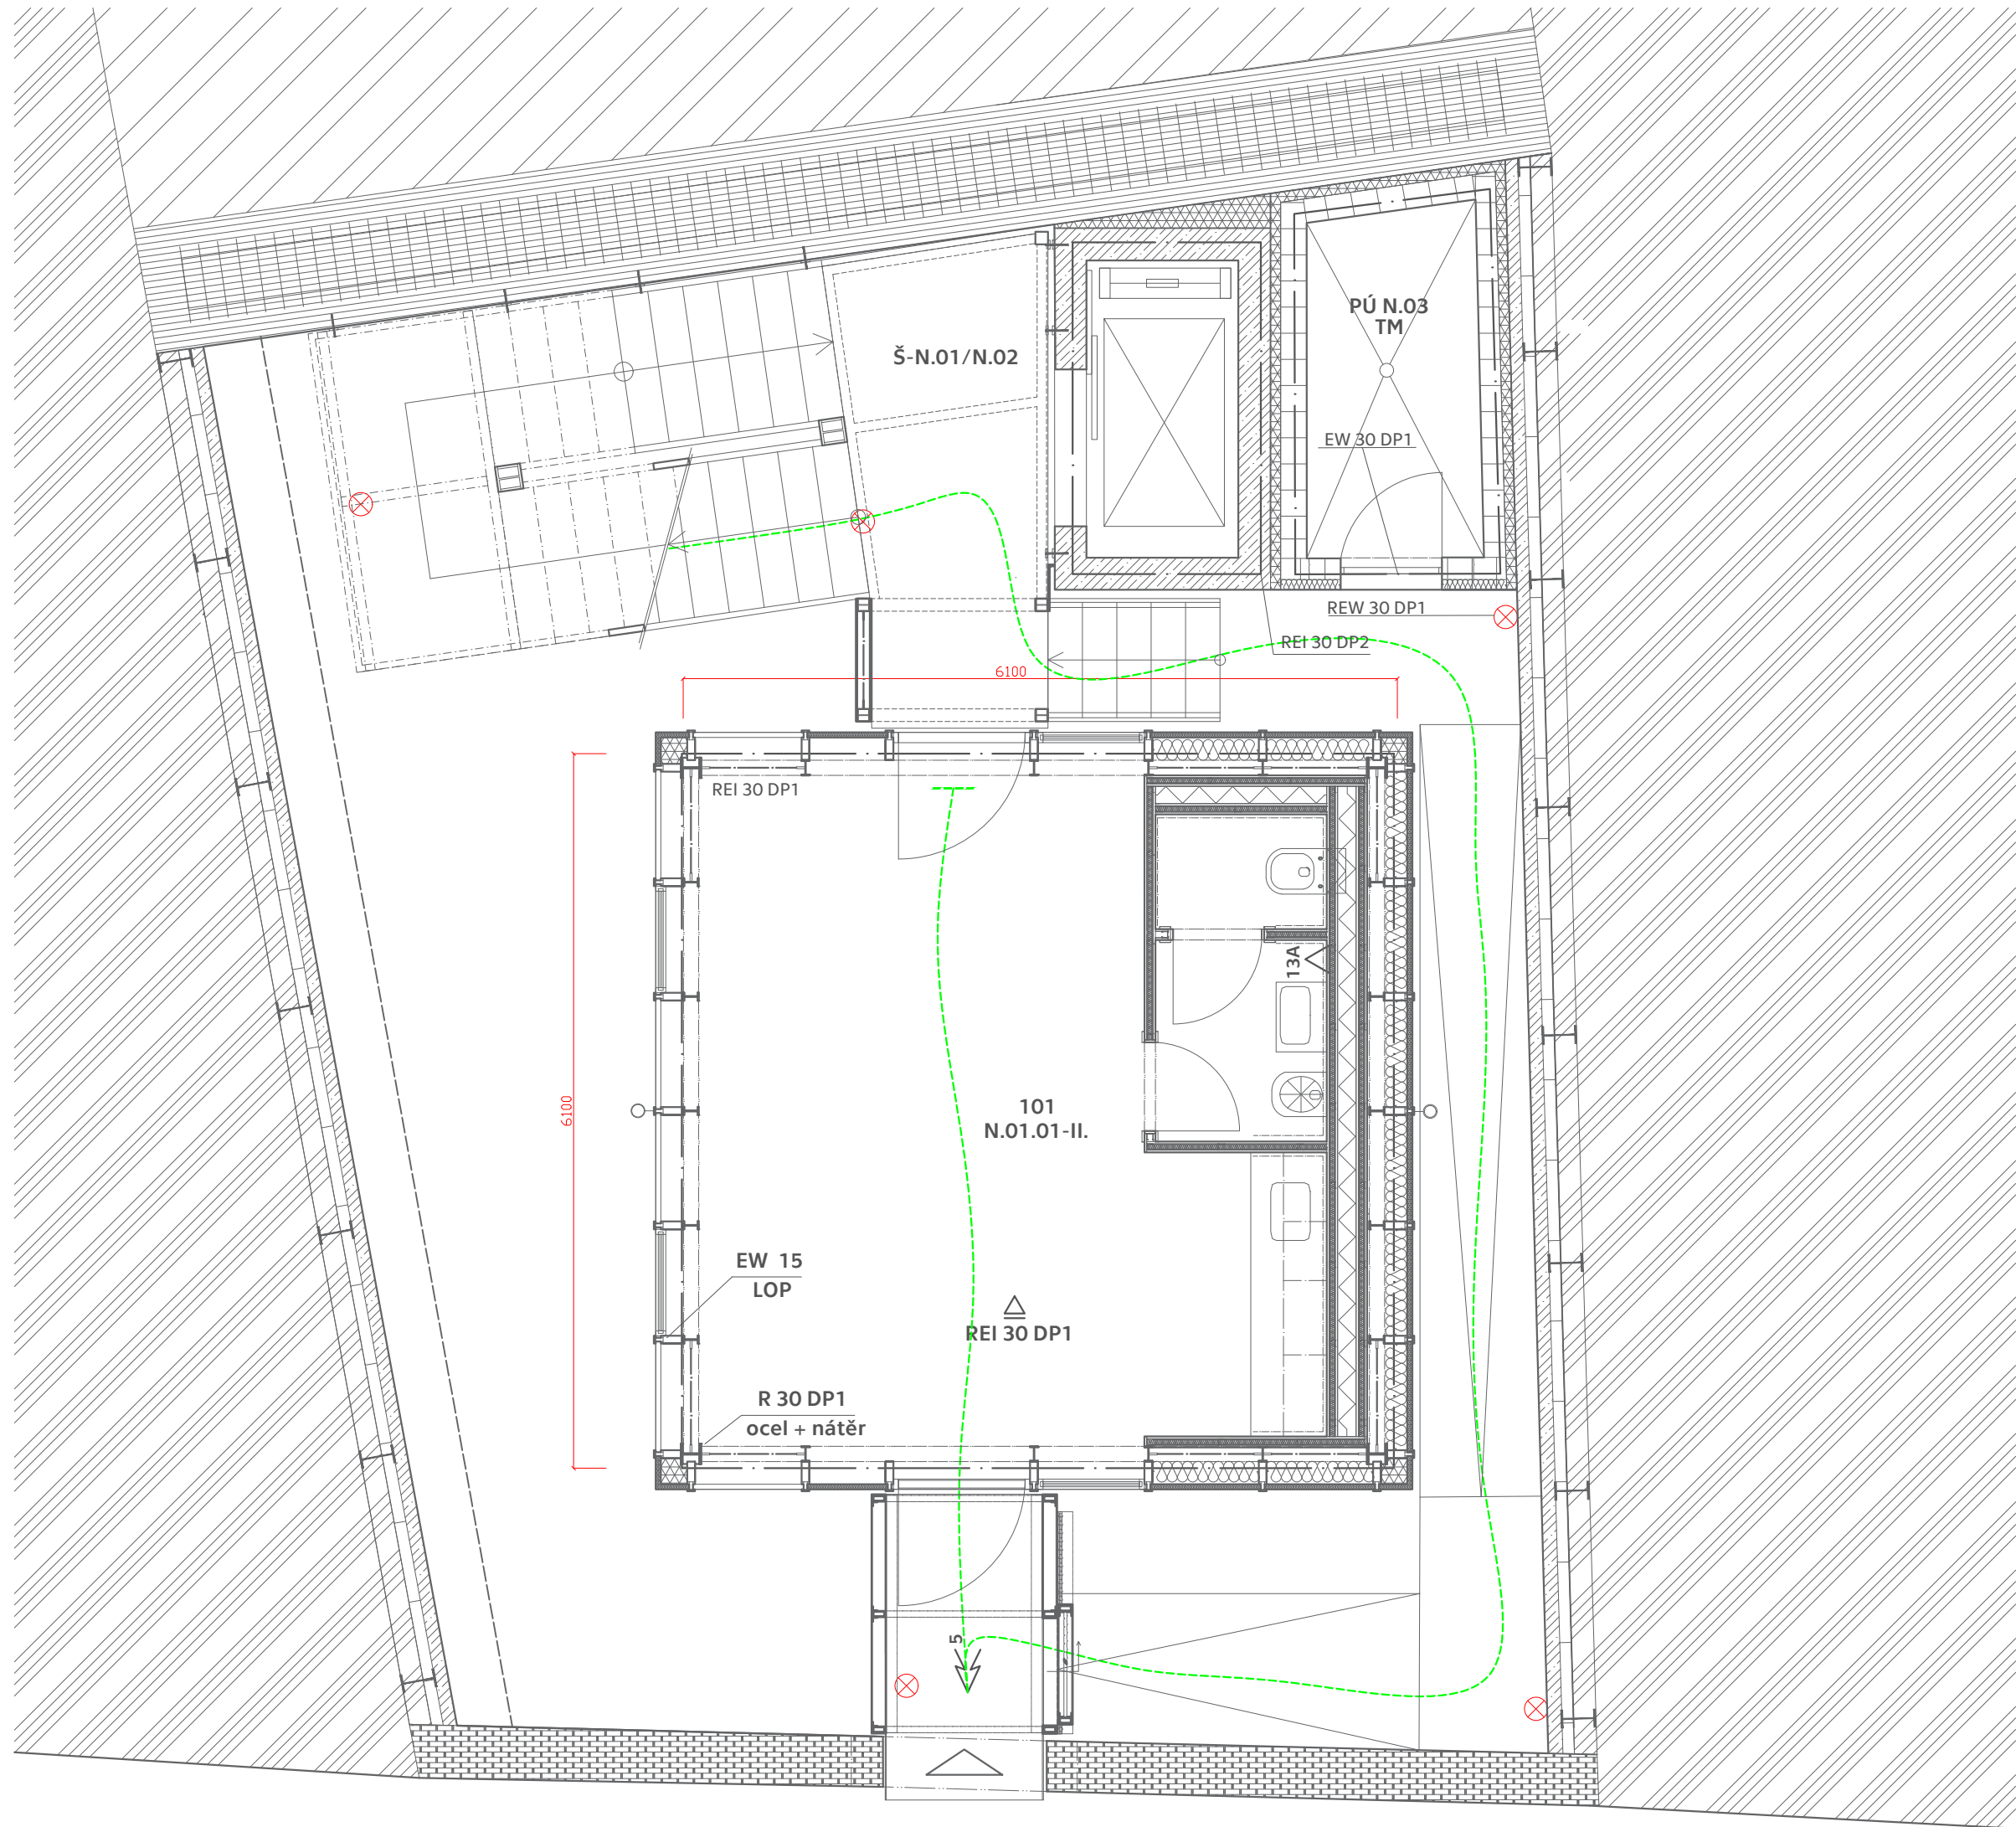 PÚ N.03
TM
Š-N.01/N.02
EW 30 DP1
REW 30 DP1
REI 30 DP2
6100
REI 30 DP1
13A
6100
101
N.01.01-II.
EW 15
LOP
REI 30 DP1
R 30 DP1
ocel + nátěr
5